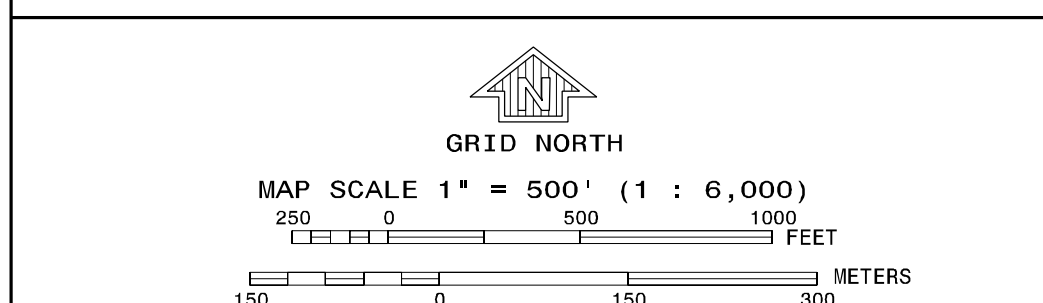 N
GRID NORTH
MAP SCALE 1" = 500' (1 : 6,000)
250 0 500 1000
FEET
METERS
150 0 150 300